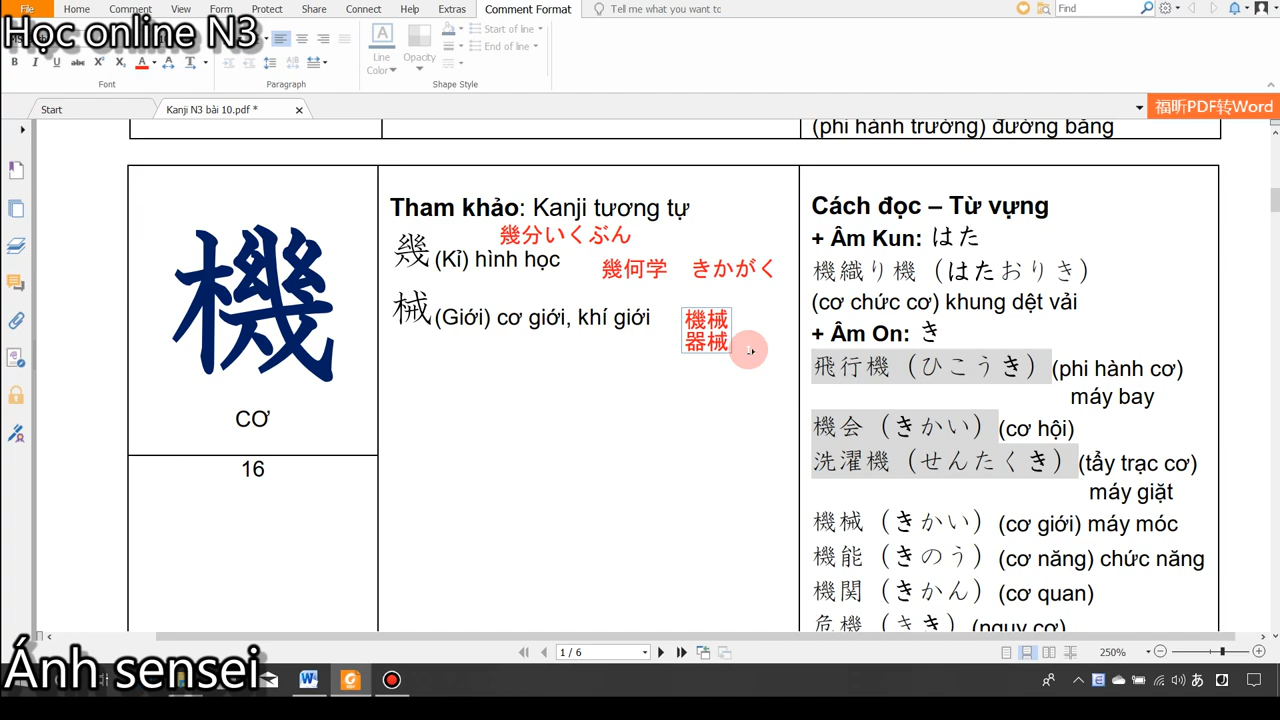 File Home Comment View Form Protect Share Connect Help Extras Comment Format Tell me what you want to Find
Học online N3
Start of line
End of line
Line Color
Opacity
Font Paragraph Shape Style
Start Kanji N3 bài 10.pdf * 福昕PDF转Word
(phi hành trường) đường băng
機
CƠ
16
Tham khảo: Kanji tương tự
幾分いくぶん
幾 (Kỉ) hình học
幾何学 きかがく
械 (Giới) cơ giới, khí giới
機械
器械
Cách đọc – Từ vựng
+ Âm Kun: はた
機織り機(はたおりき)
(cơ chức cơ) khung dệt vải
+ Âm On: き
飛行機(ひこうき)(phi hành cơ)
máy bay
機会(きかい)(cơ hội)
洗濯機(せんたくき)(tẩy trạc cơ)
máy giặt
機械(きかい)(cơ giới) máy móc
機能(きのう)(cơ năng) chức năng
機関(きかん)(cơ quan)
危機(きき)(nguy cơ)
1 / 6 250%
Ánh sensei